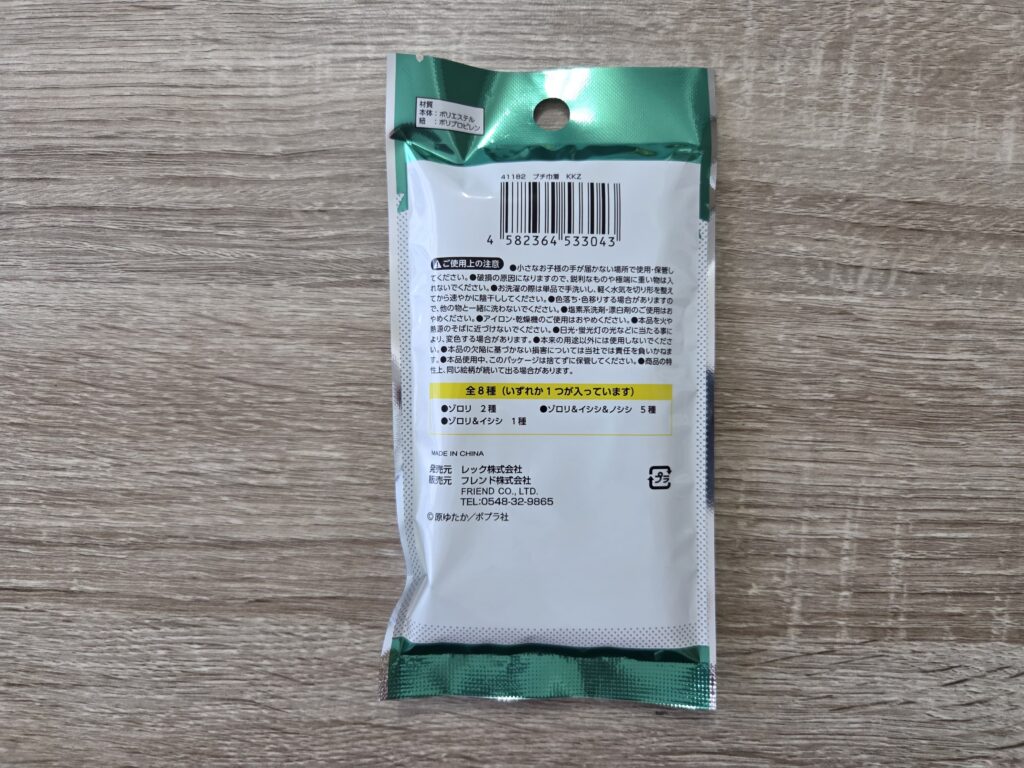 材質
本体：ポリエステル
紐　：ポリプロピレン
41182　プチ巾着　KKZ
4 582364 533043
ご使用上の注意 ●小さなお子様の手が届かない場所で使用・保管し
てください。●破損の原因になりますので、鋭利なものや極端に重い物は入
れないでください。●お洗濯の際は単品で手洗いし、軽く水気を切り形を整え
てから速やかに陰干ししてください。●色落ち・色移りする場合がありますの
で、他の物と一緒に洗わないでください。●塩素系洗剤・漂白剤のご使用はお
やめください。●アイロン・乾燥機のご使用はおやめください。●本品を火や
熱源のそばに近づけないでください。●日光・蛍光灯の光などに当たる事に
より、変色する場合があります。●本来の用途以外には使用しないでくださ
い。●本品の欠陥に基づかない損害については当社では責任を負いかねま
す。●本品使用中、このパッケージは捨てずに保管してください。●商品の特
性上、同じ絵柄が続いて出る場合があります。
全8種（いずれか1つが入っています）
●ゾロリ　2種　●ゾロリ&イシシ&ノシシ　5種
●ゾロリ&イシシ　1種
MADE IN CHINA
発売元　レック株式会社
販売元　フレンド株式会社
FRIEND CO., LTD.
TEL:0548-32-9865
プラ
©原ゆたか／ポプラ社